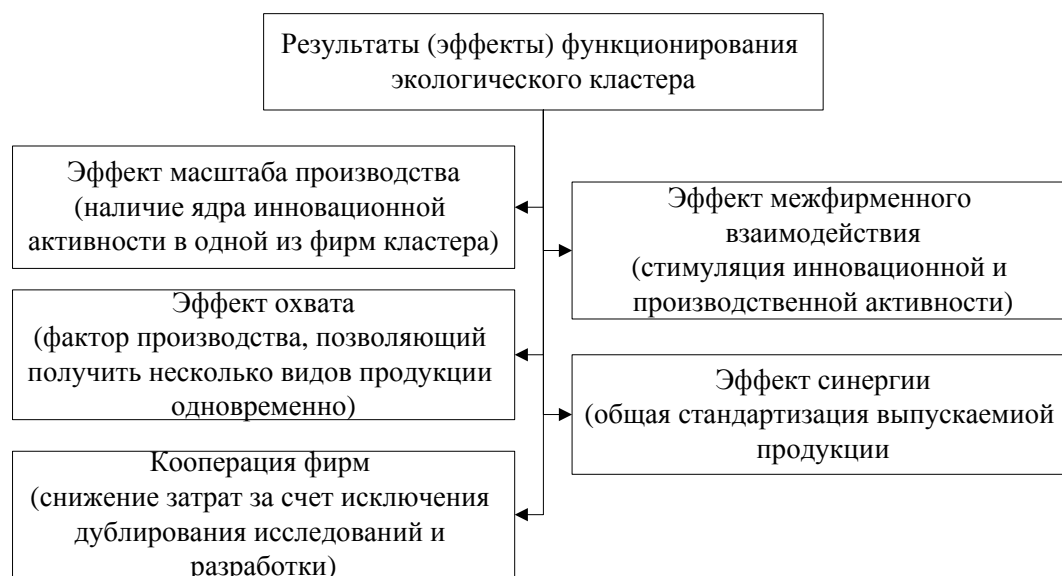 Результаты (эффекты) функционирования
экологического кластера
Эффект масштаба производства
(наличие ядра инновационной
активности в одной из фирм кластера)
Эффект межфирменного
взаимодействия
(стимуляция инновационной и
производственной активности)
Эффект охвата
(фактор производства, позволяющий
получить несколько видов продукции
одновременно)
Эффект синергии
(общая стандартизация выпускаемиой
продукции
Кооперация фирм
(снижение затрат за счет исключения
дублирования исследований и
разработки)